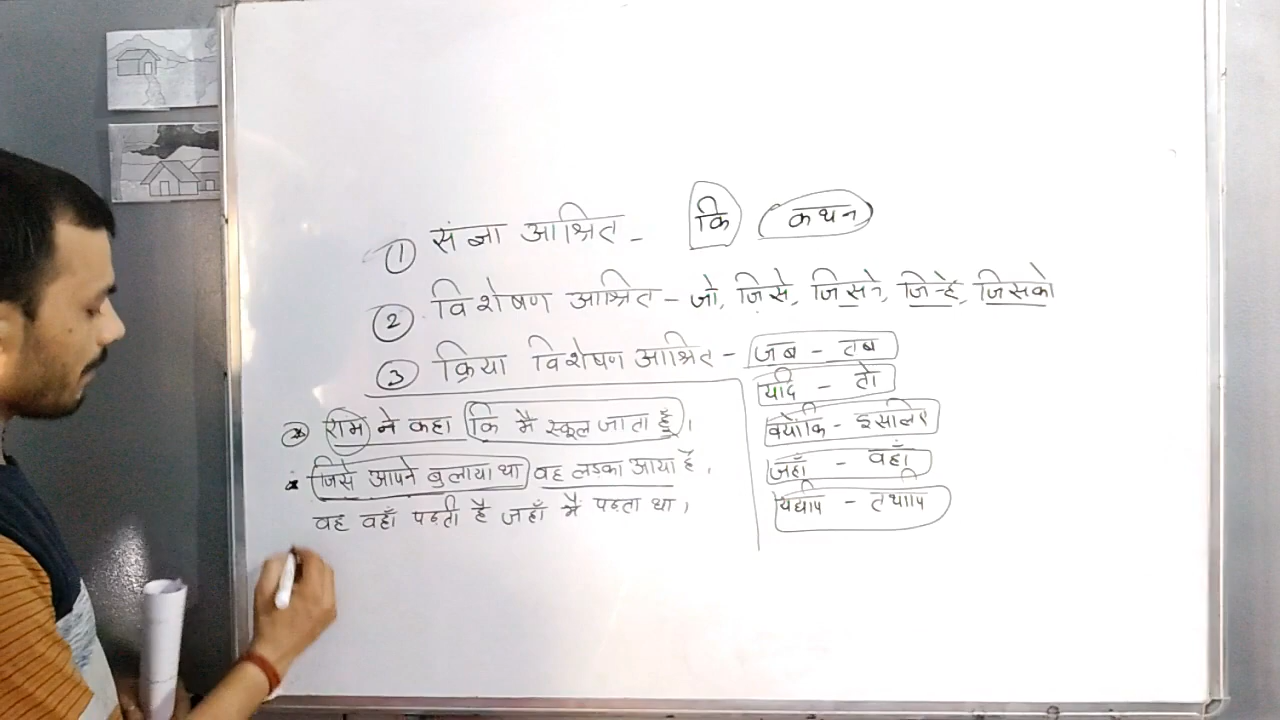 ① संज्ञा आश्रित - कि (कथन)
② विशेषण आश्रित - जो, जिसे, जिसने, जिन्हें, जिसको
③ क्रिया विशेषण आश्रित - जब - तब
यदि - तो
क्योंकि - इसलिए
जहाँ - वहाँ
यद्यपि - तथापि
राम ने कहा कि मै स्कूल जाता हूँ।
जिसे आपने बुलाया था वह लड़का आया है।
वह वहाँ पढ़ती है जहाँ मैं पढ़ता था।